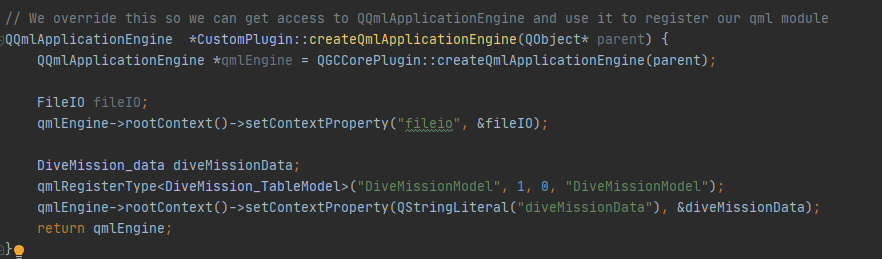 // We override this so we can get access to QQmlApplicationEngine and use it to register our qml module
QQmlApplicationEngine  *CustomPlugin::createQmlApplicationEngine(QObject* parent) {
    QQmlApplicationEngine *qmlEngine = QGCCorePlugin::createQmlApplicationEngine(parent);

    FileIO fileIO;
    qmlEngine->rootContext()->setContextProperty("fileio", &fileIO);

    DiveMission_data diveMissionData;
    qmlRegisterType<DiveMission_TableModel>("DiveMissionModel", 1, 0, "DiveMissionModel");
    qmlEngine->rootContext()->setContextProperty(QStringLiteral("diveMissionData"), &diveMissionData);
    return qmlEngine;
}